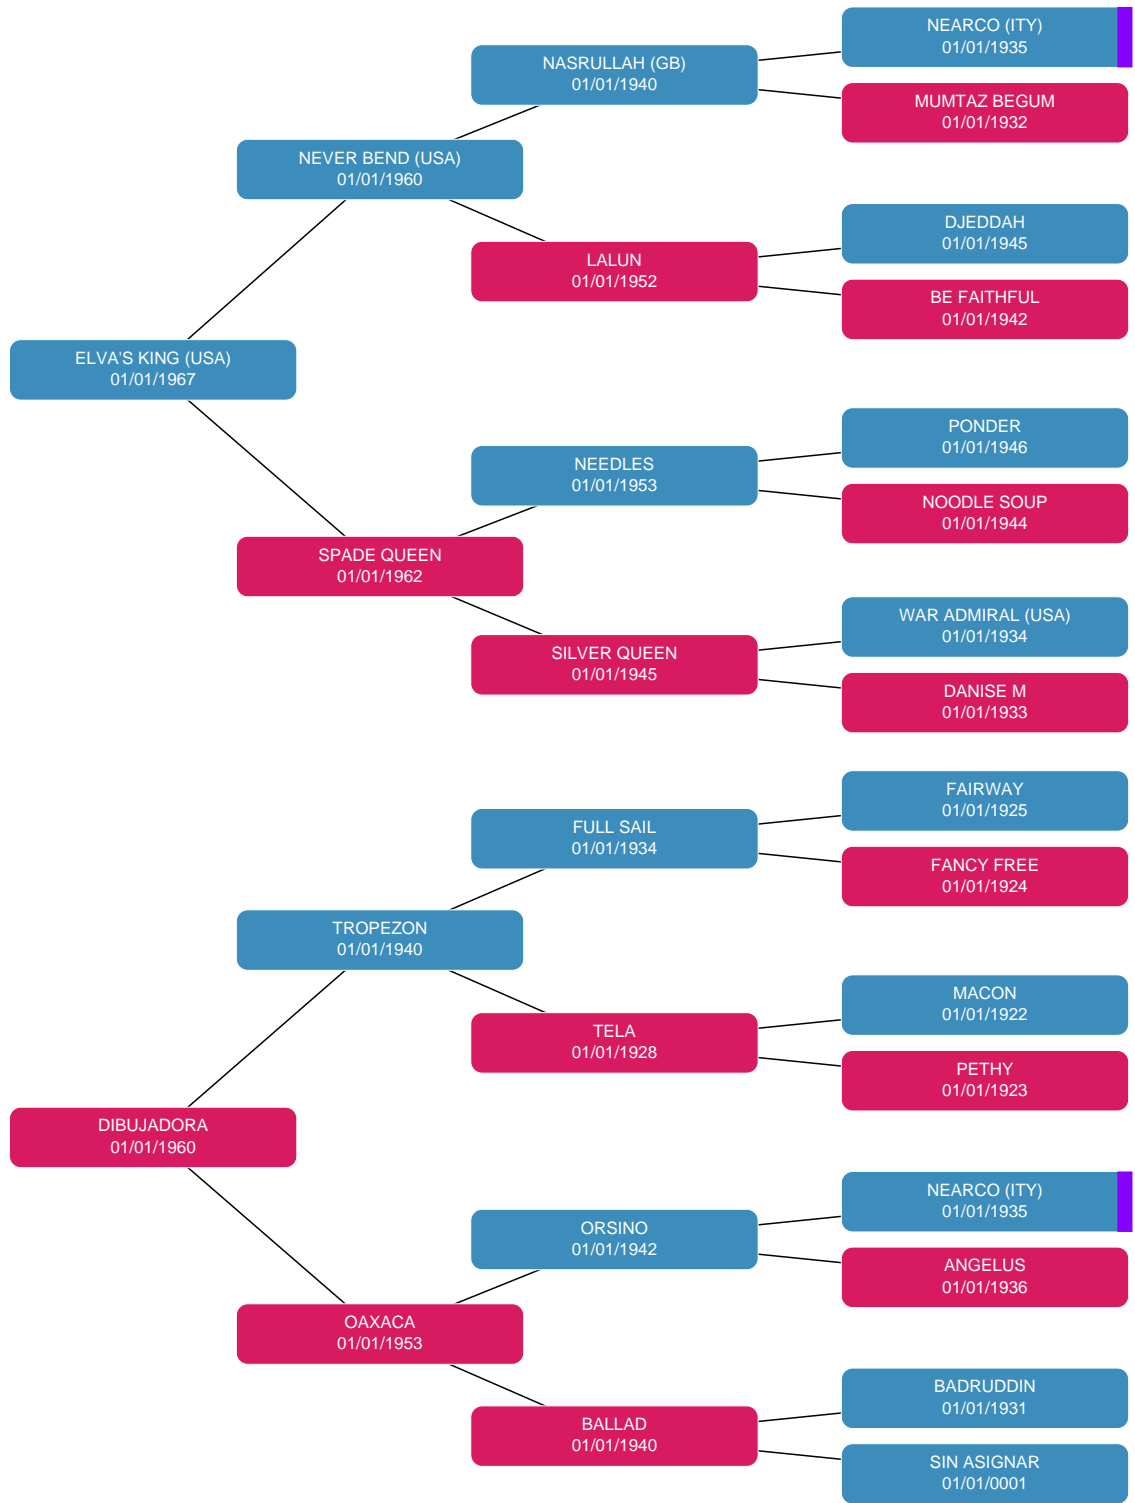 NEARCO (ITY)
01/01/1935
NASRULLAH (GB)
01/01/1940
MUMTAZ BEGUM
01/01/1932
NEVER BEND (USA)
01/01/1960
DJEDDAH
01/01/1945
LALUN
01/01/1952
BE FAITHFUL
01/01/1942
ELVA'S KING (USA)
01/01/1967
PONDER
01/01/1946
NEEDLES
01/01/1953
NOODLE SOUP
01/01/1944
SPADE QUEEN
01/01/1962
WAR ADMIRAL (USA)
01/01/1934
SILVER QUEEN
01/01/1945
DANISE M
01/01/1933
FAIRWAY
01/01/1925
FULL SAIL
01/01/1934
FANCY FREE
01/01/1924
TROPEZON
01/01/1940
MACON
01/01/1922
TELA
01/01/1928
PETHY
01/01/1923
DIBUJADORA
01/01/1960
NEARCO (ITY)
01/01/1935
ORSINO
01/01/1942
ANGELUS
01/01/1936
OAXACA
01/01/1953
BADRUDDIN
01/01/1931
BALLAD
01/01/1940
SIN ASIGNAR
01/01/0001